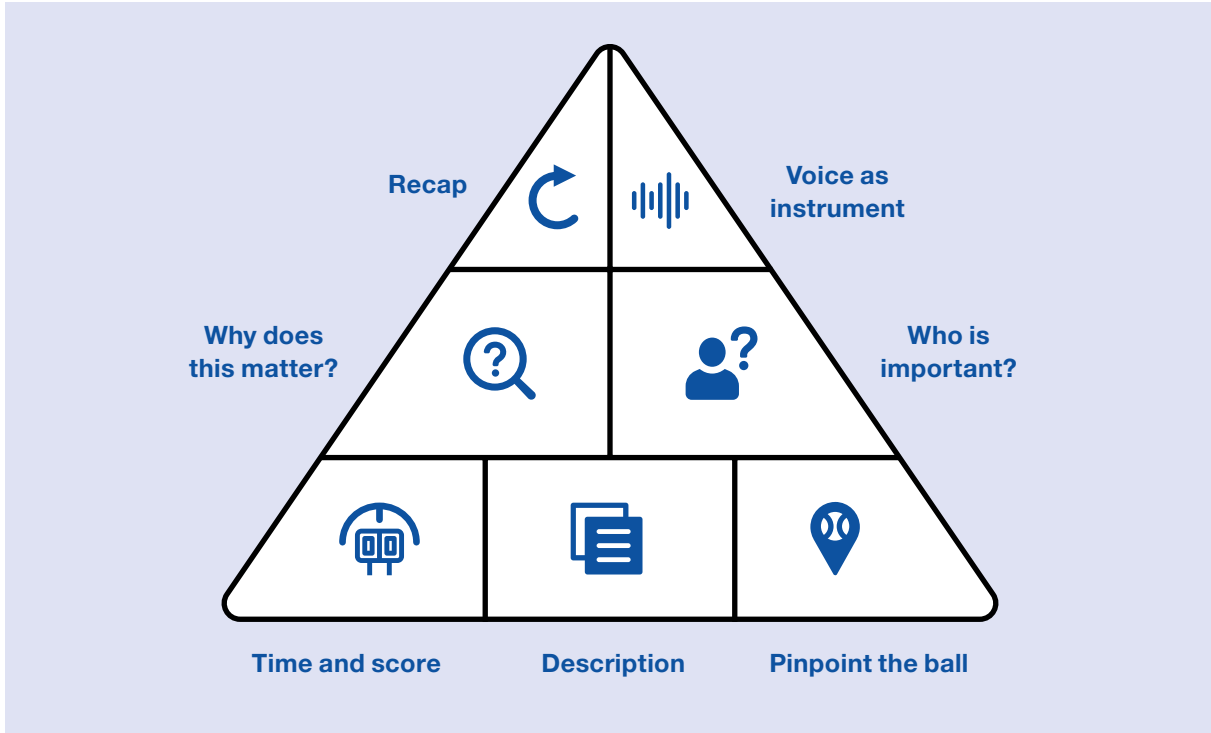 Recap
Voice as
instrument
Why does
this matter?
Who is
important?
Time and score
Description
Pinpoint the ball